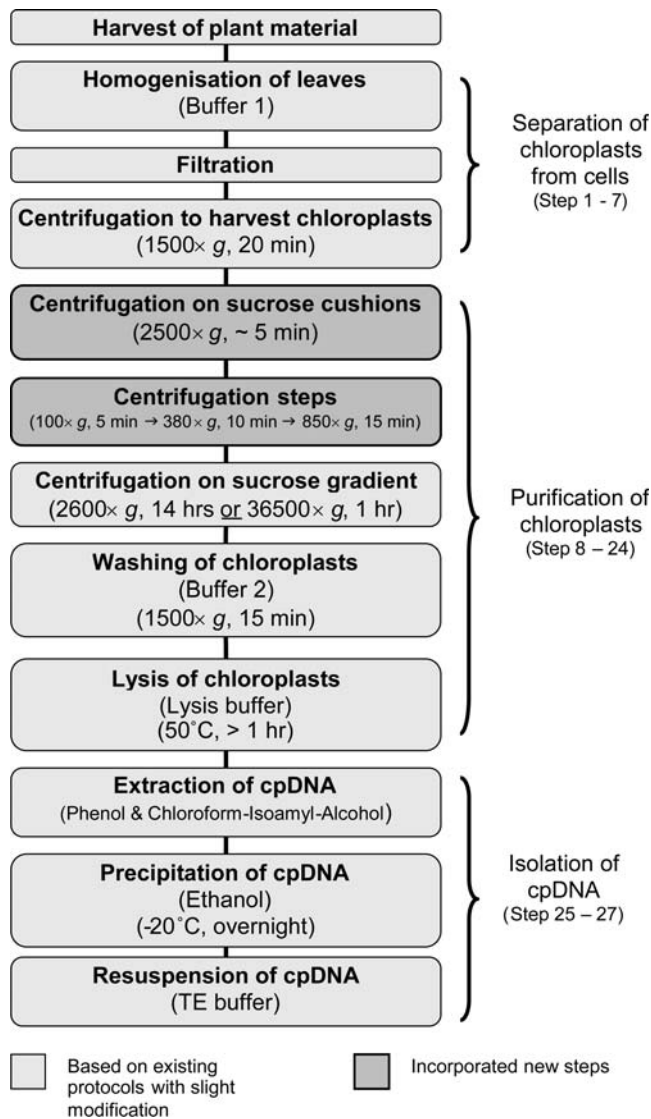 Harvest of plant material
Homogenisation of leaves
(Buffer 1)
Filtration
Centrifugation to harvest chloroplasts
(1500× g, 20 min)
Separation of
chloroplasts
from cells
(Step 1 - 7)
Centrifugation on sucrose cushions
(2500× g, ~ 5 min)
Centrifugation steps
(100× g, 5 min → 380× g, 10 min → 850× g, 15 min)
Centrifugation on sucrose gradient
(2600× g, 14 hrs or 36500× g, 1 hr)
Washing of chloroplasts
(Buffer 2)
(1500× g, 15 min)
Lysis of chloroplasts
(Lysis buffer)
(50˚C, > 1 hr)
Purification of
chloroplasts
(Step 8 – 24)
Extraction of cpDNA
(Phenol & Chloroform-Isoamyl-Alcohol)
Precipitation of cpDNA
(Ethanol)
(-20˚C, overnight)
Resuspension of cpDNA
(TE buffer)
Isolation of
cpDNA
(Step 25 – 27)
Based on existing
protocols with slight
modification
Incorporated new steps